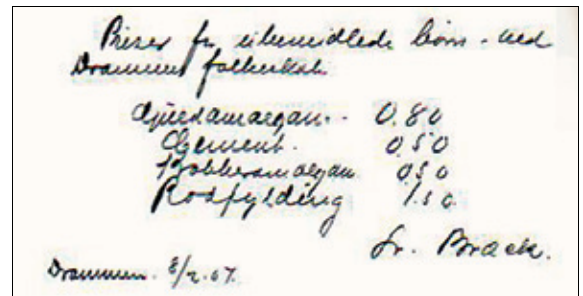 Priser for ubemidlede børn ved
Drammens folkeskole
0.80
Cement. 0.50
Kobberamalgam 0.50
Rodfyldning 1.50
Fr. Brack.
Drammen 8/2.07.